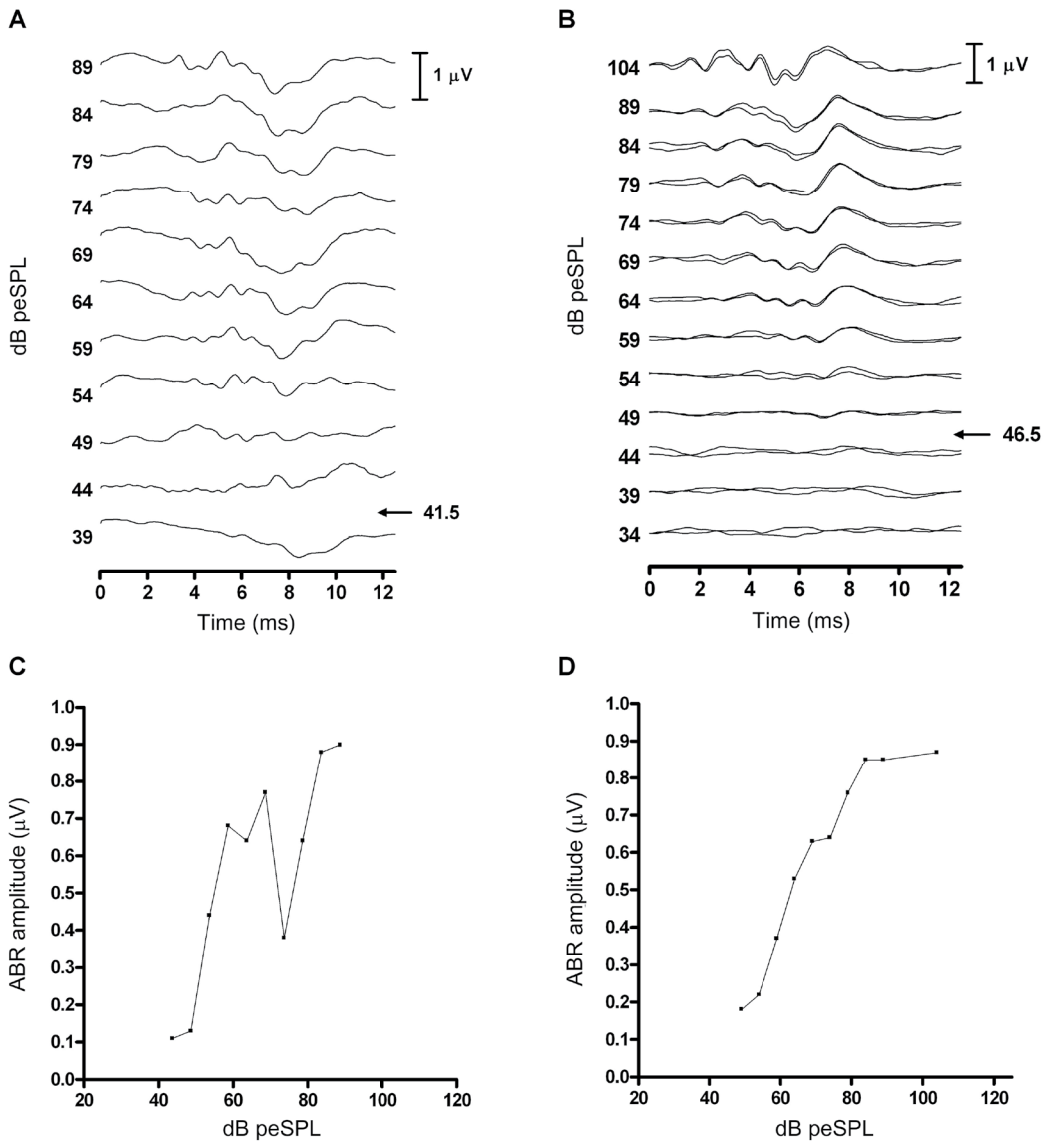 A
89
84
79
74
69
64
59
54
49
44
39
1 μV
41.5
dB peSPL
0 2 4 6 8 10 12
Time (ms)
B
104
89
84
79
74
69
64
59
54
49
44
39
34
1 μV
46.5
dB peSPL
0 2 4 6 8 10 12
Time (ms)
C
1.0
0.9
0.8
0.7
0.6
0.5
0.4
0.3
0.2
0.1
0.0
ABR amplitude (μV)
20 40 60 80 100 120
dB peSPL
D
1.0
0.9
0.8
0.7
0.6
0.5
0.4
0.3
0.2
0.1
0.0
ABR amplitude (μV)
20 40 60 80 100 120
dB peSPL